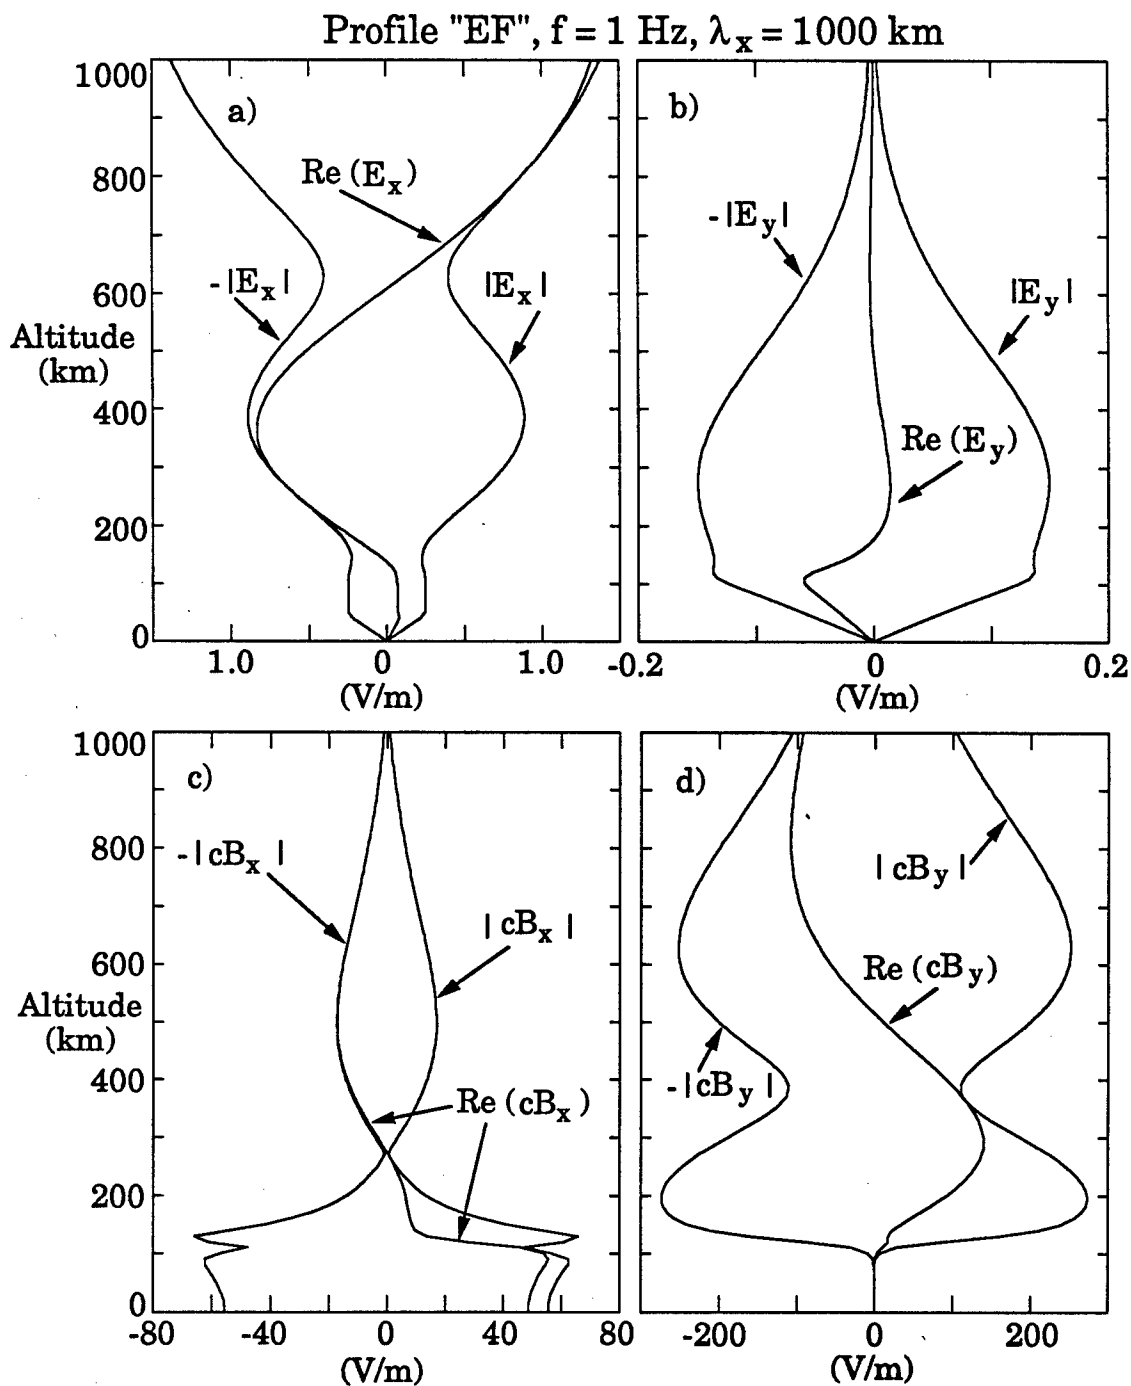 Profile "EF", f = 1 Hz, λx = 1000 km
1000
a)
Re (Ex)
800
-|Ex|
|Ex|
600
Altitude
(km)
400
200
0
1.0
0
1.0
(V/m)
b)
-|Ey|
|Ey|
Re (Ey)
-0.2
0
0.2
(V/m)
1000
c)
-|cBx|
800
|cBx|
600
Altitude
(km)
400
Re (cBx)
200
0
-80
-40
0
40
80
(V/m)
d)
|cBy|
Re (cBy)
-|cBy|
-200
0
200
(V/m)